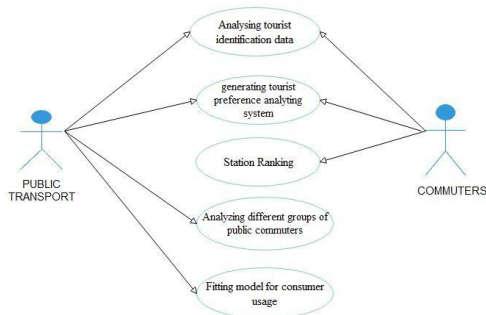 Analysing tourist
identification data
generating tourist
preference analyting
system
Station Ranking
PUBLIC
TRANSPORT
COMMUTERS
Analyzing different groups of
public commuters
Fitting model for consumer
usage